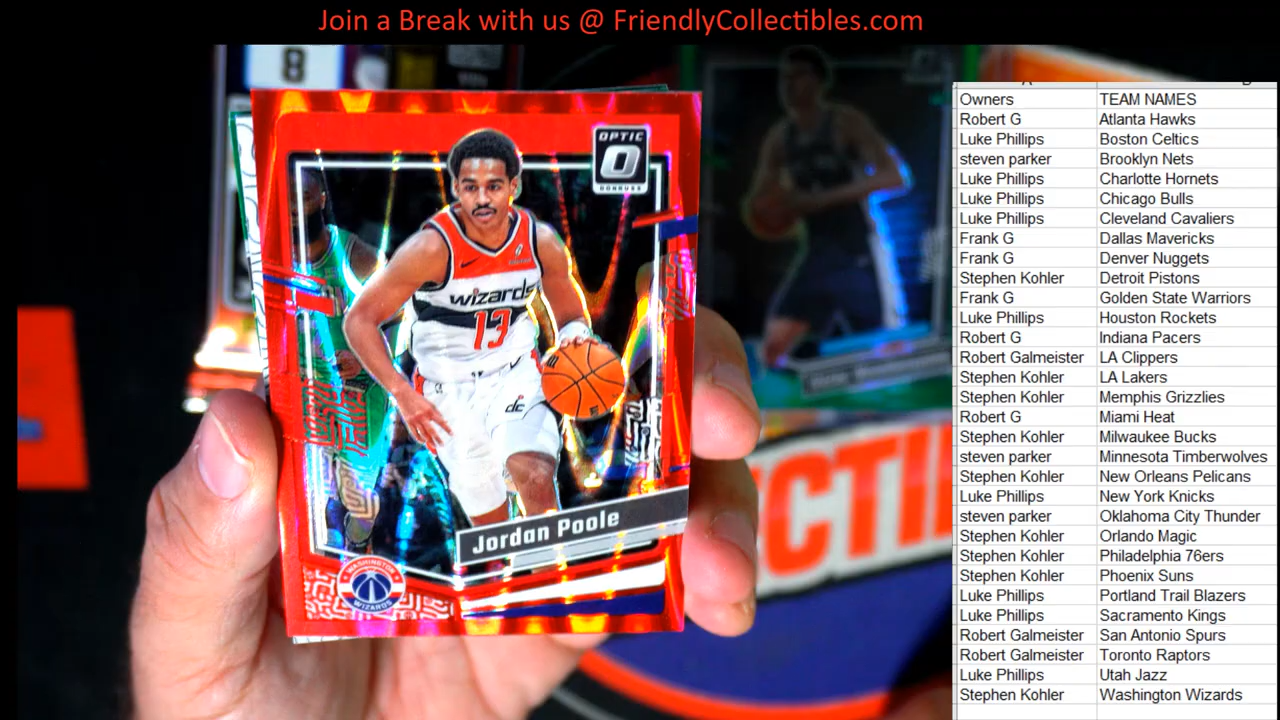 Join a Break with us @ FriendlyCollectibles.com
8
OPTIC
DONRUSS
wizards
13
Jordan Poole
WASHINGTON
WIZARDS
CTI
Owners TEAM NAMES
Robert G Atlanta Hawks
Luke Phillips Boston Celtics
steven parker Brooklyn Nets
Luke Phillips Charlotte Hornets
Luke Phillips Chicago Bulls
Luke Phillips Cleveland Cavaliers
Frank G Dallas Mavericks
Frank G Denver Nuggets
Stephen Kohler Detroit Pistons
Frank G Golden State Warriors
Luke Phillips Houston Rockets
Robert G Indiana Pacers
Robert Galmeister LA Clippers
Stephen Kohler LA Lakers
Stephen Kohler Memphis Grizzlies
Robert G Miami Heat
Stephen Kohler Milwaukee Bucks
steven parker Minnesota Timberwolves
Stephen Kohler New Orleans Pelicans
Luke Phillips New York Knicks
steven parker Oklahoma City Thunder
Stephen Kohler Orlando Magic
Stephen Kohler Philadelphia 76ers
Stephen Kohler Phoenix Suns
Luke Phillips Portland Trail Blazers
Luke Phillips Sacramento Kings
Robert Galmeister San Antonio Spurs
Robert Galmeister Toronto Raptors
Luke Phillips Utah Jazz
Stephen Kohler Washington Wizards